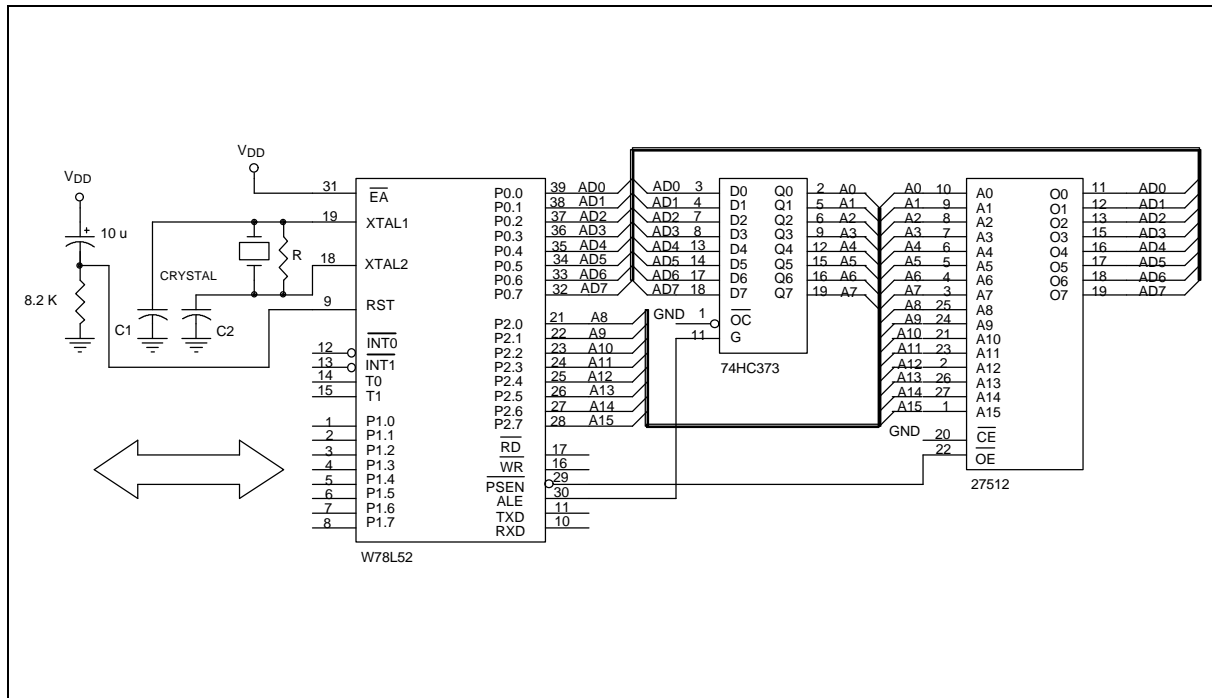 VDD
10 u
8.2 K
VDD
CRYSTAL
R
C1
C2
31 EA
19 XTAL1
18 XTAL2
9 RST
12 INT0
13 INT1
14 T0
15 T1
1 P1.0
2 P1.1
3 P1.2
4 P1.3
5 P1.4
6 P1.5
7 P1.6
8 P1.7
P0.0 39 AD0
P0.1 38 AD1
P0.2 37 AD2
P0.3 36 AD3
P0.4 35 AD4
P0.5 34 AD5
P0.6 33 AD6
P0.7 32 AD7
P2.0 21 A8
P2.1 22 A9
P2.2 23 A10
P2.3 24 A11
P2.4 25 A12
P2.5 26 A13
P2.6 27 A14
P2.7 28 A15
RD 17
WR 16
PSEN 29
ALE 30
TXD 11
RXD 10
W78L52
AD0 3 D0 Q0 2 A0
AD1 4 D1 Q1 5 A1
AD2 7 D2 Q2 6 A2
AD3 8 D3 Q3 9 A3
AD4 13 D4 Q4 12 A4
AD5 14 D5 Q5 15 A5
AD6 17 D6 Q6 16 A6
AD7 18 D7 Q7 19 A7
GND 1 OC
11 G
74HC373
A0 10 A0 O0 11 AD0
A1 9 A1 O1 12 AD1
A2 8 A2 O2 13 AD2
A3 7 A3 O3 15 AD3
A4 6 A4 O4 16 AD4
A5 5 A5 O5 17 AD5
A6 4 A6 O6 18 AD6
A7 3 A7 O7 19 AD7
A8 25 A8
A9 24 A9
A10 21 A10
A11 23 A11
A12 2 A12
A13 26 A13
A14 27 A14
A15 1 A15
GND 20 CE
22 OE
27512